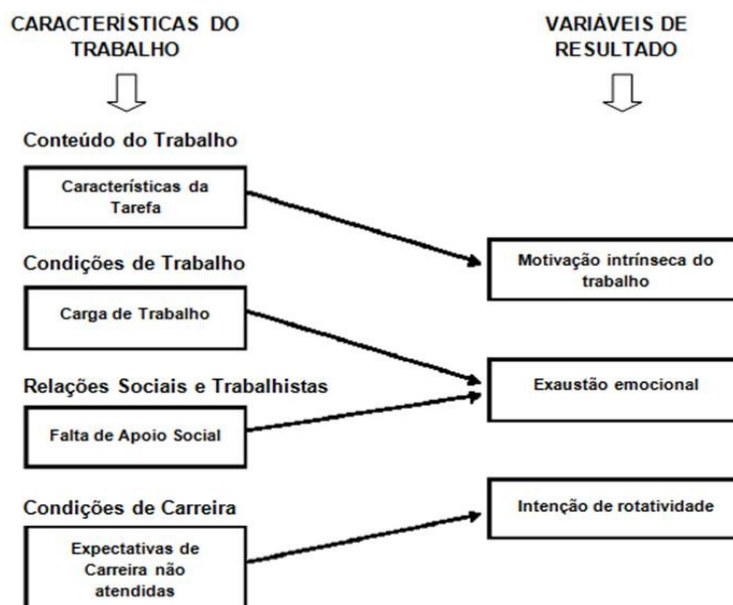 CARACTERÍSTICAS DO
TRABALHO
VARIÁVEIS DE
RESULTADO
Conteúdo do Trabalho
Características da
Tarefa
Motivação intrínseca do
trabalho
Condições de Trabalho
Carga de Trabalho
Relações Sociais e Trabalhistas
Exaustão emocional
Falta de Apoio Social
Condições de Carreira
Intenção de rotatividade
Expectativas de
Carreira não
atendidas